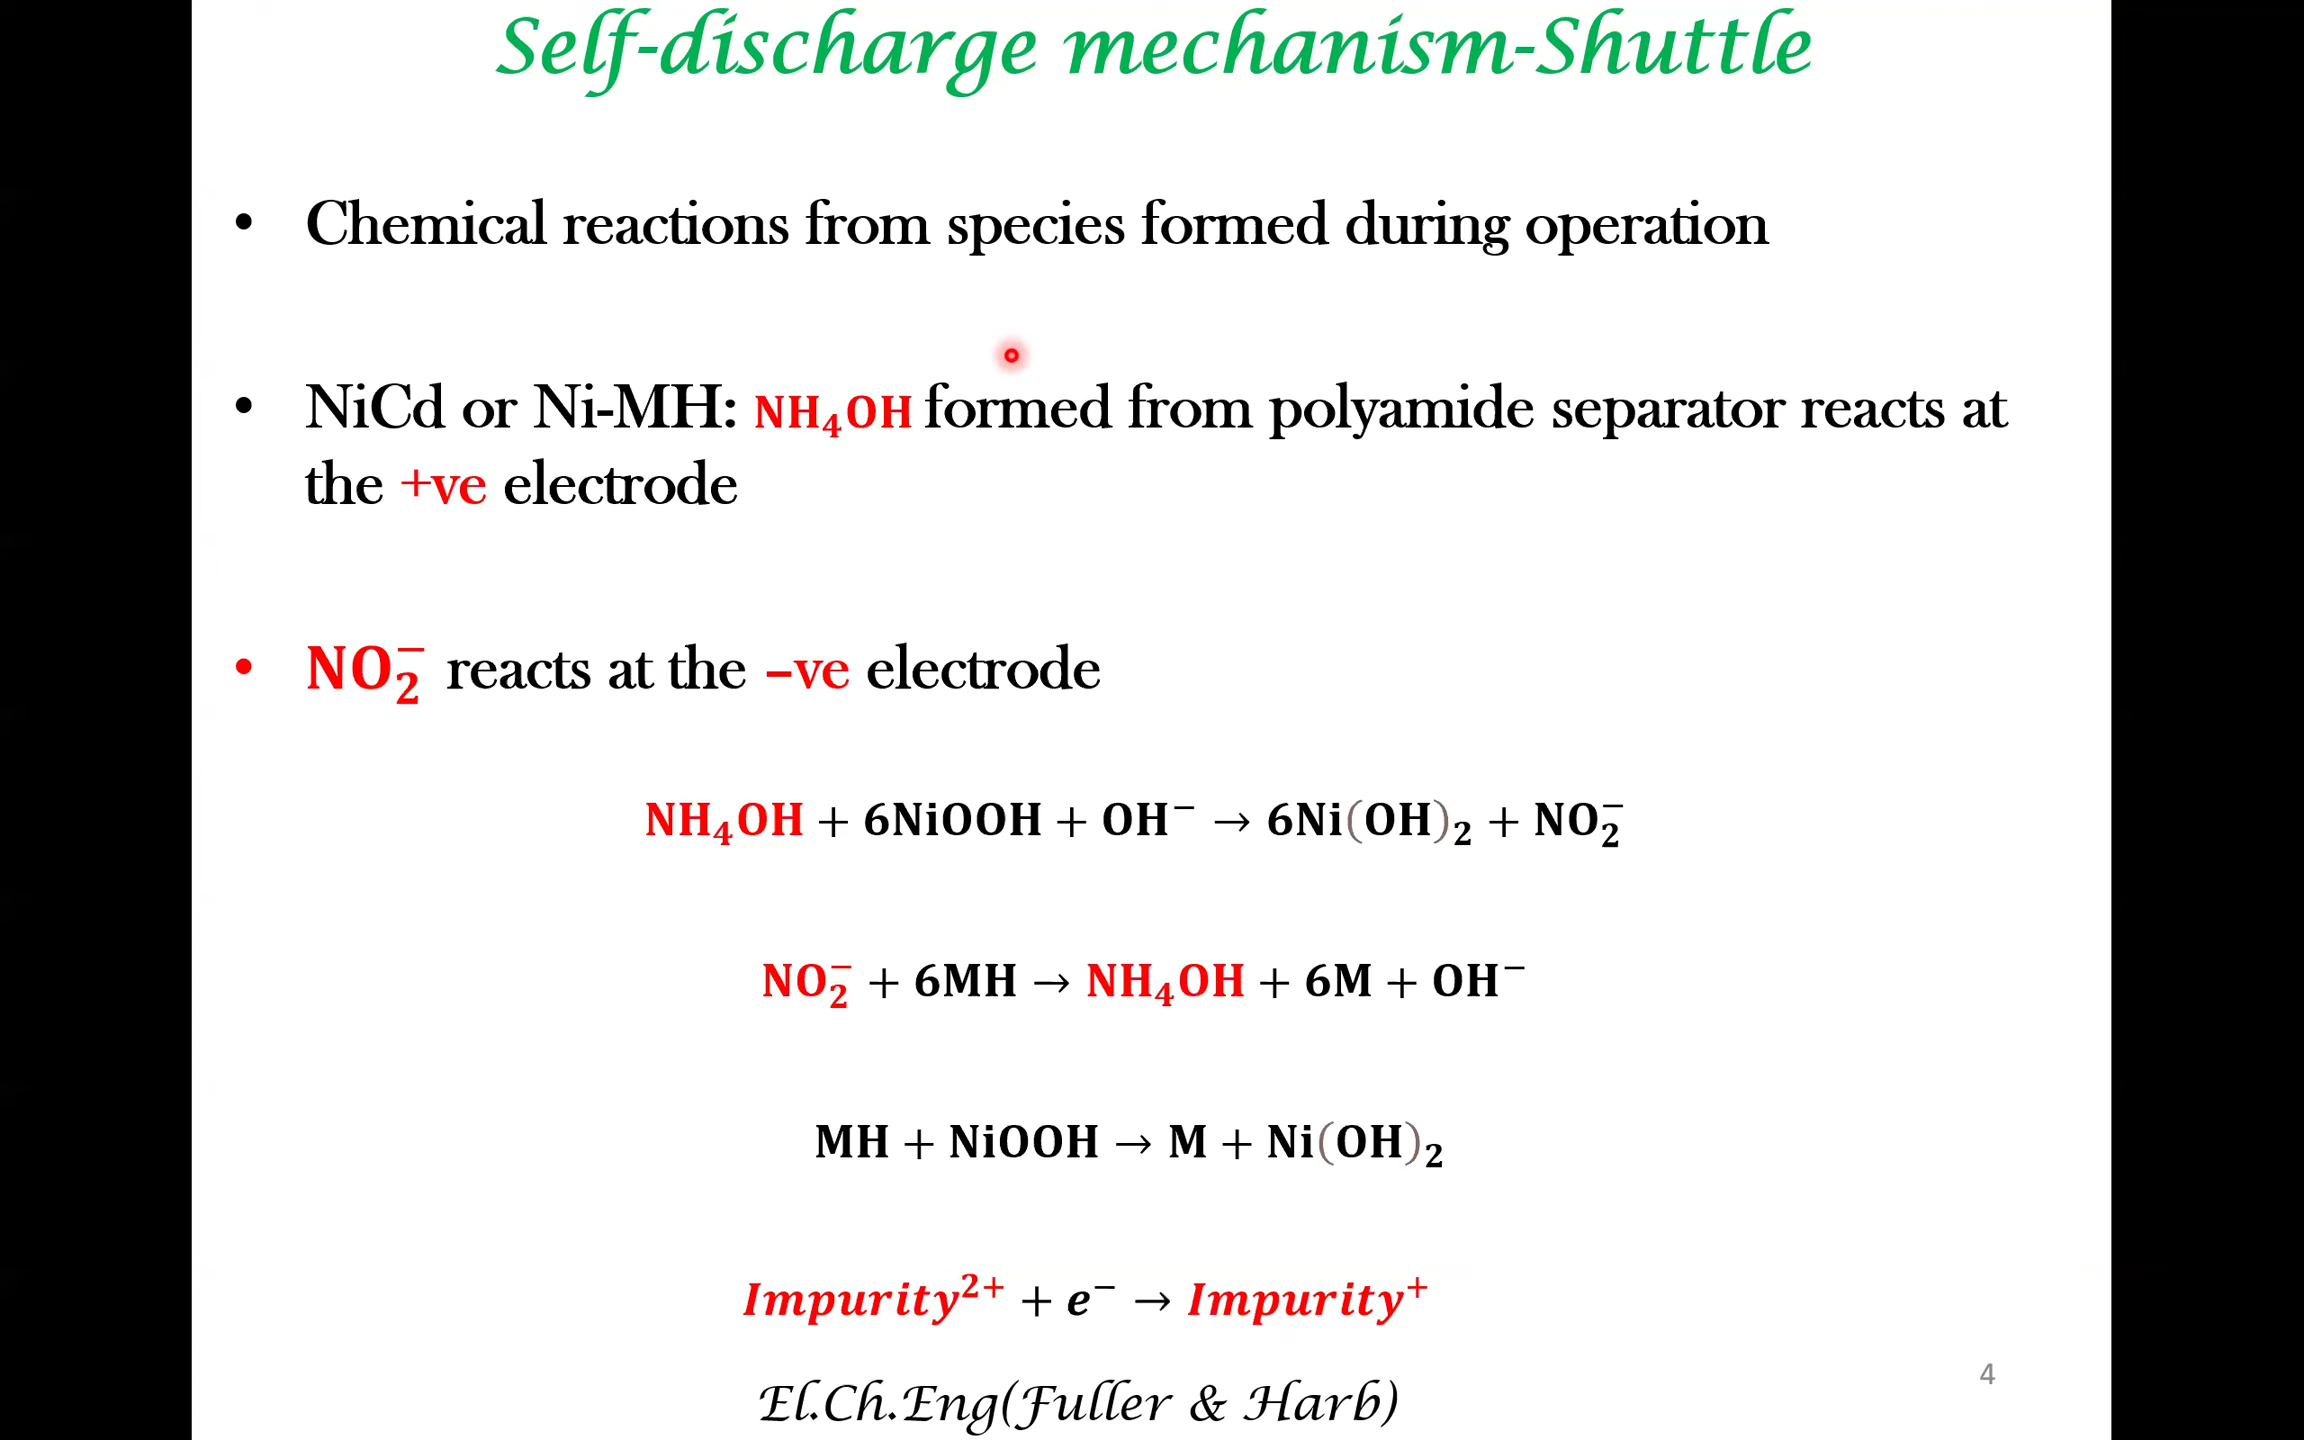 Self-discharge mechanism-Shuttle
• Chemical reactions from species formed during operation
• NiCd or Ni-MH: NH₄OH formed from polyamide separator reacts at
the +ve electrode
• NO₂⁻ reacts at the –ve electrode
NH₄OH + 6NiOOH + OH⁻ → 6Ni(OH)₂ + NO₂⁻
NO₂⁻ + 6MH → NH₄OH + 6M + OH⁻
MH + NiOOH → M + Ni(OH)₂
Impurity²⁺ + e⁻ → Impurity⁺
4
El.Ch.Eng(Fuller & Harb)